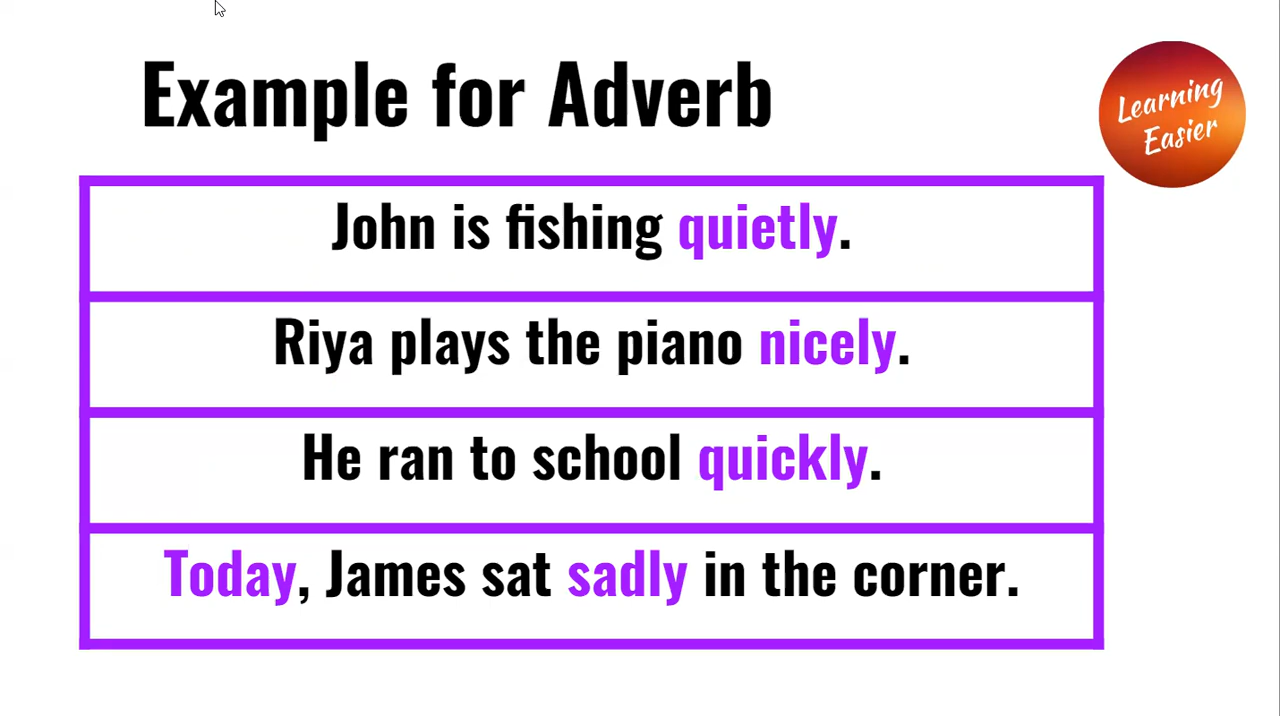 Example for Adverb
Learning
Easier
John is fishing quietly.
Riya plays the piano nicely.
He ran to school quickly.
Today, James sat sadly in the corner.